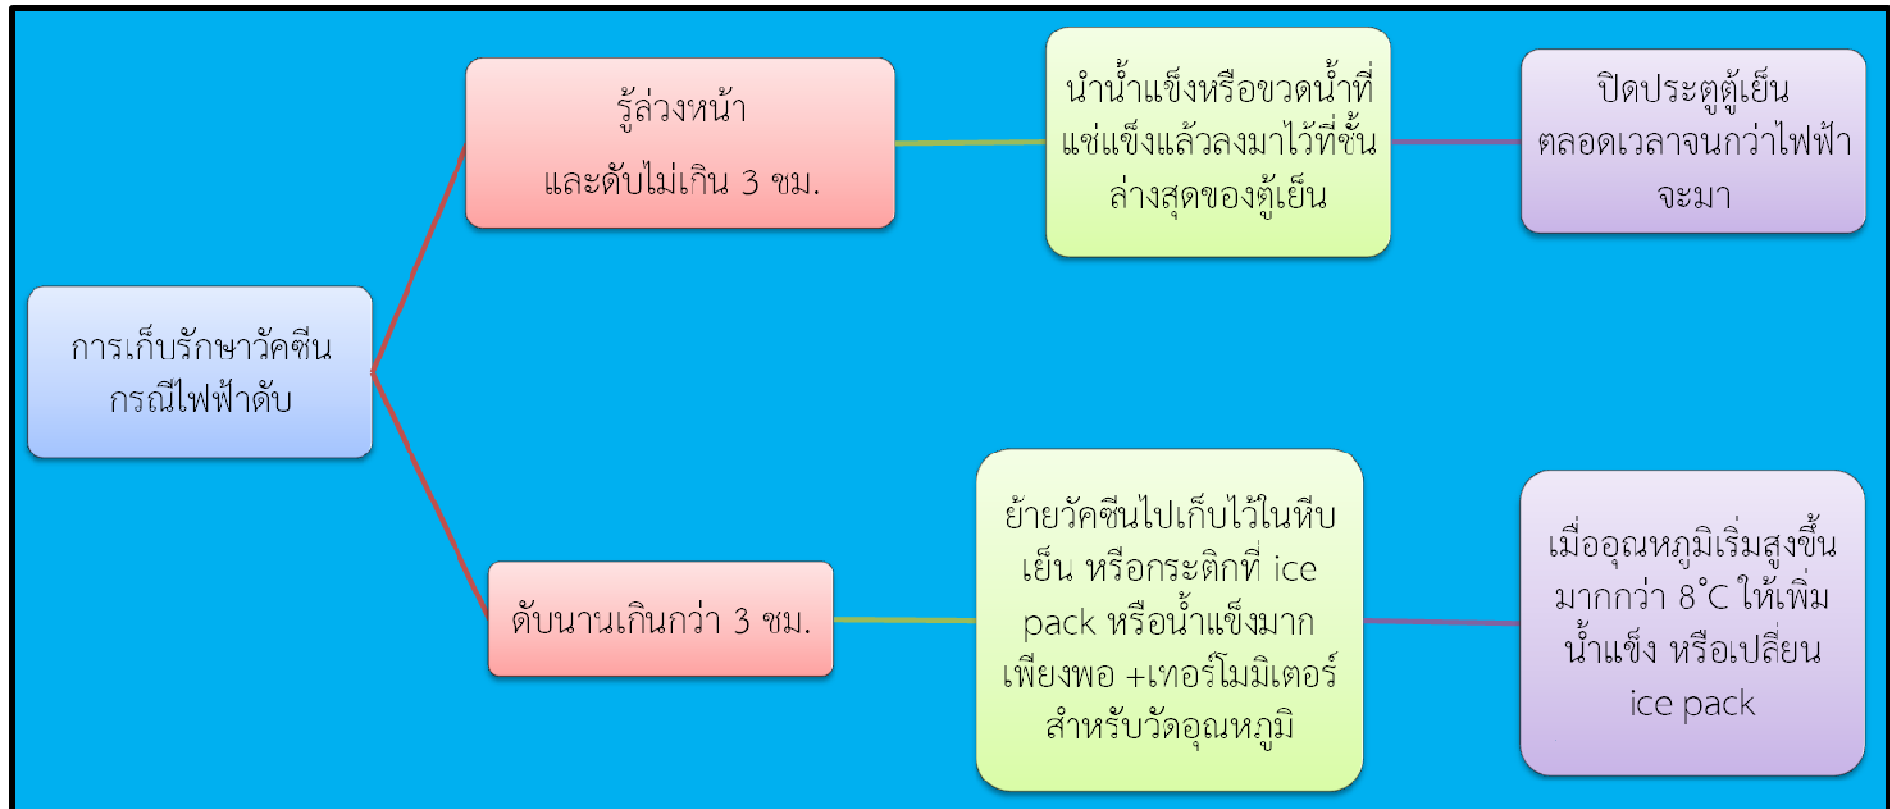 การเก็บรักษาวัคซีน
กรณีไฟฟ้าดับ
รู้ล่วงหน้า
และดับไม่เกิน 3 ชม.
นำน้ำแข็งหรือขวดน้ำที่
แช่แข็งแล้วลงมาไว้ที่ชั้น
ล่างสุดของตู้เย็น
ปิดประตูตู้เย็น
ตลอดเวลาจนกว่าไฟฟ้า
จะมา
ดับนานเกินกว่า 3 ชม.
ย้ายวัคซีนไปเก็บไว้ในหีบ
เย็น หรือกระติกที่ ice
pack หรือน้ำแข็งมาก
เพียงพอ +เทอร์โมมิเตอร์
สำหรับวัดอุณหภูมิ
เมื่ออุณหภูมิเริ่มสูงขึ้น
มากกว่า 8°C ให้เพิ่ม
น้ำแข็ง หรือเปลี่ยน
ice pack